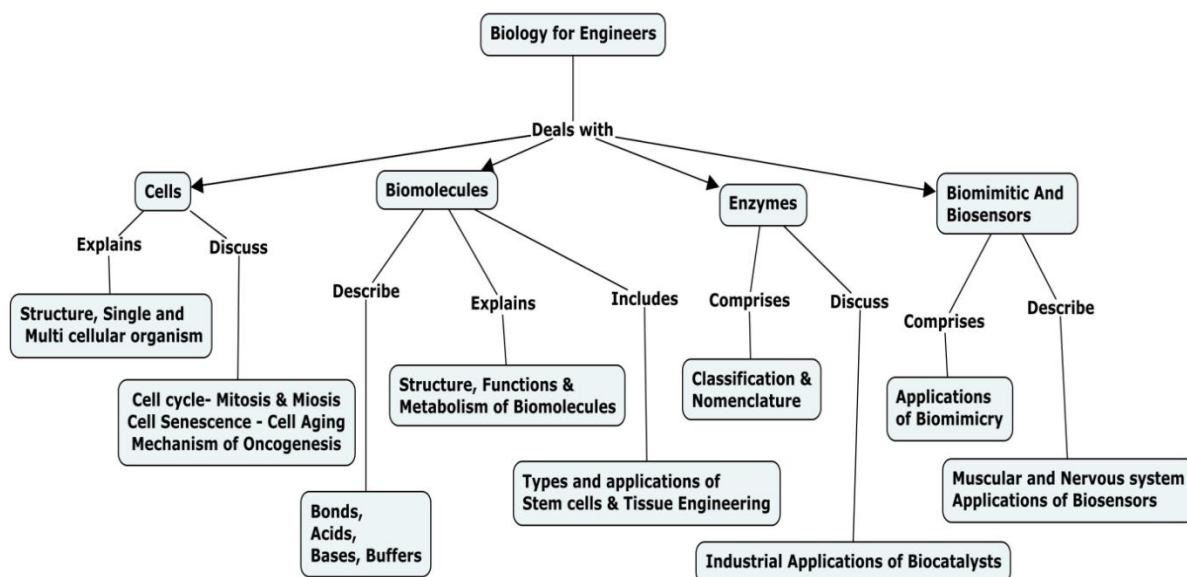 Biology for Engineers
Deals with
Cells
Biomolecules
Enzymes
Biomimitic And
Biosensors
Explains
Discuss
Describe
Explains
Includes
Comprises
Discuss
Comprises
Describe
Structure, Single and
Multi cellular organism
Cell cycle- Mitosis & Miosis
Cell Senescence - Cell Aging
Mechanism of Oncogenesis
Bonds,
Acids,
Bases, Buffers
Structure, Functions &
Metabolism of Biomolecules
Types and applications of
Stem cells & Tissue Engineering
Classification &
Nomenclature
Industrial Applications of Biocatalysts
Applications
of Biomimicry
Muscular and Nervous system
Applications of Biosensors